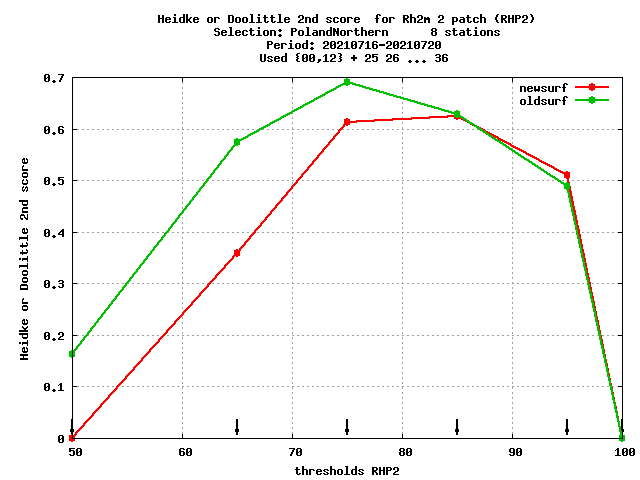 Heidke or Doolittle 2nd score  for Rh2m 2 patch (RHP2)
Selection: PolandNorthern      8 stations
Period: 20210716-20210720
Used {00,12} + 25 26 ... 36
newsurf
oldsurf
Heidke or Doolittle 2nd score
0.7
0.6
0.5
0.4
0.3
0.2
0.1
0
50 60 70 80 90 100
thresholds RHP2